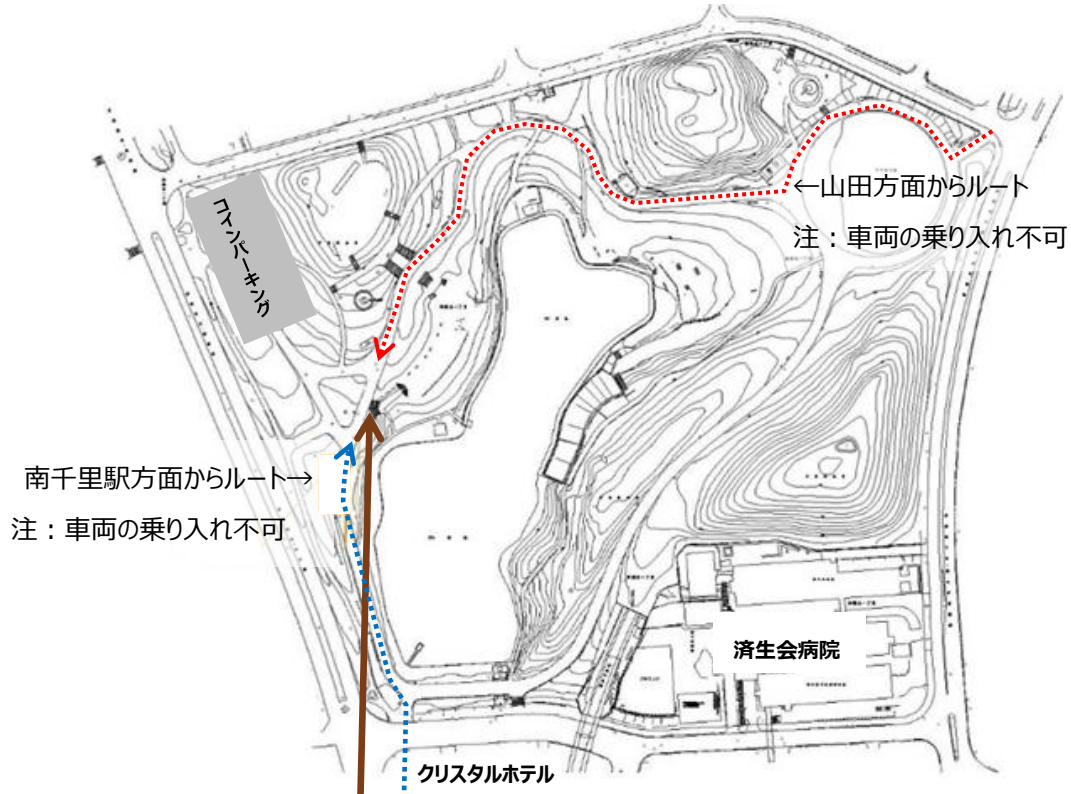 コインパーキング
←山田方面からルート
注：車両の乗り入れ不可
南千里駅方面からルート→
注：車両の乗り入れ不可
済生会病院
クリスタルホテル